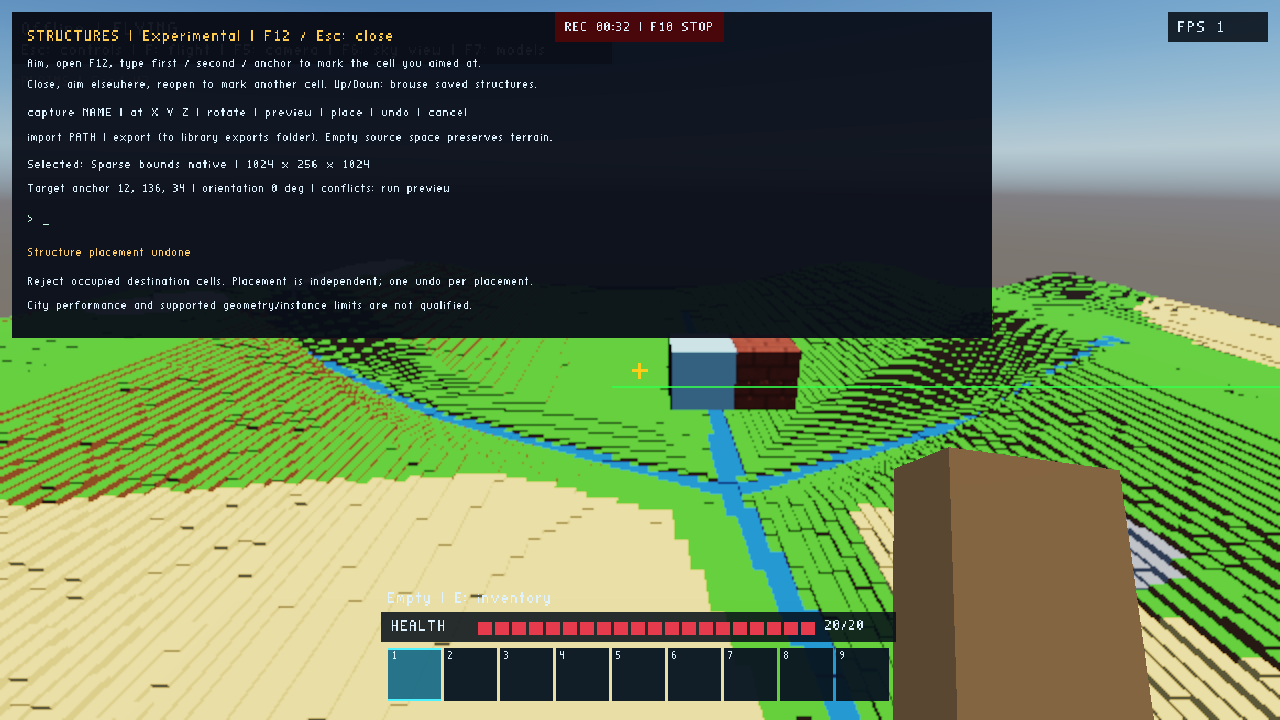 STRUCTURES | Experimental | F12 / Esc: close
REC 00:32 | F10 STOP
FPS 1
Aim, open F12, type first / second / anchor to mark the cell you aimed at.
Close, aim elsewhere, reopen to mark another cell. Up/Down: browse saved structures.
capture NAME | at X Y Z | rotate | preview | place | undo | cancel
import PATH | export (to library exports folder). Empty source space preserves terrain.
Selected: Sparse bounds native | 1024 x 256 x 1024
Target anchor 12, 136, 34 | orientation 0 deg | conflicts: run preview
> _
Structure placement undone
Reject occupied destination cells. Placement is independent; one undo per placement.
City performance and supported geometry/instance limits are not qualified.
Empty | E: inventory
HEALTH 20/20
1 2 3 4 5 6 7 8 9